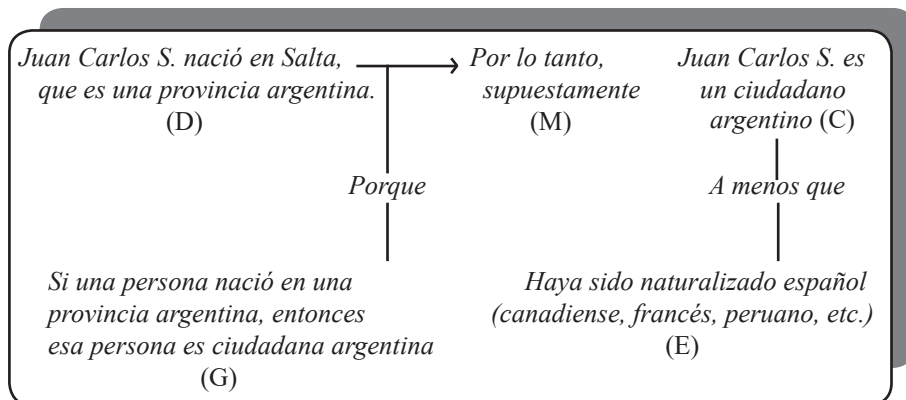 Juan Carlos S. nació en Salta,
que es una provincia argentina.
(D)
Por lo tanto,
supuestamente
(M)
Juan Carlos S. es
un ciudadano
argentino (C)
Porque
A menos que
Si una persona nació en una
provincia argentina, entonces
esa persona es ciudadana argentina
(G)
Haya sido naturalizado español
(canadiense, francés, peruano, etc.)
(E)